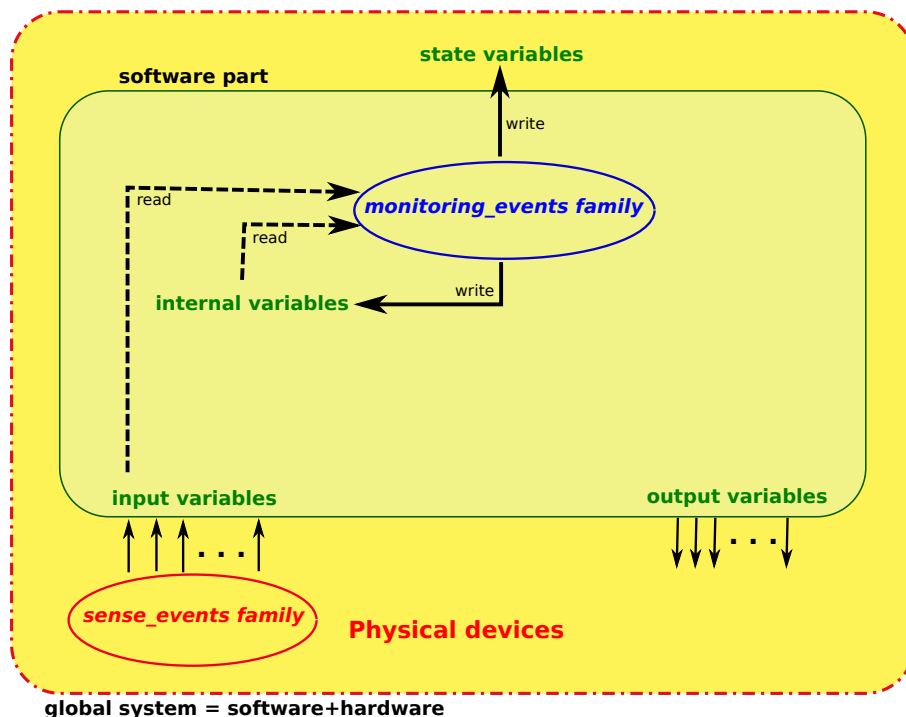 state variables
software part
write
read
monitoring_events family
read
write
internal variables
input variables
output variables
. . .
. . .
sense_events family
Physical devices
global system = software+hardware